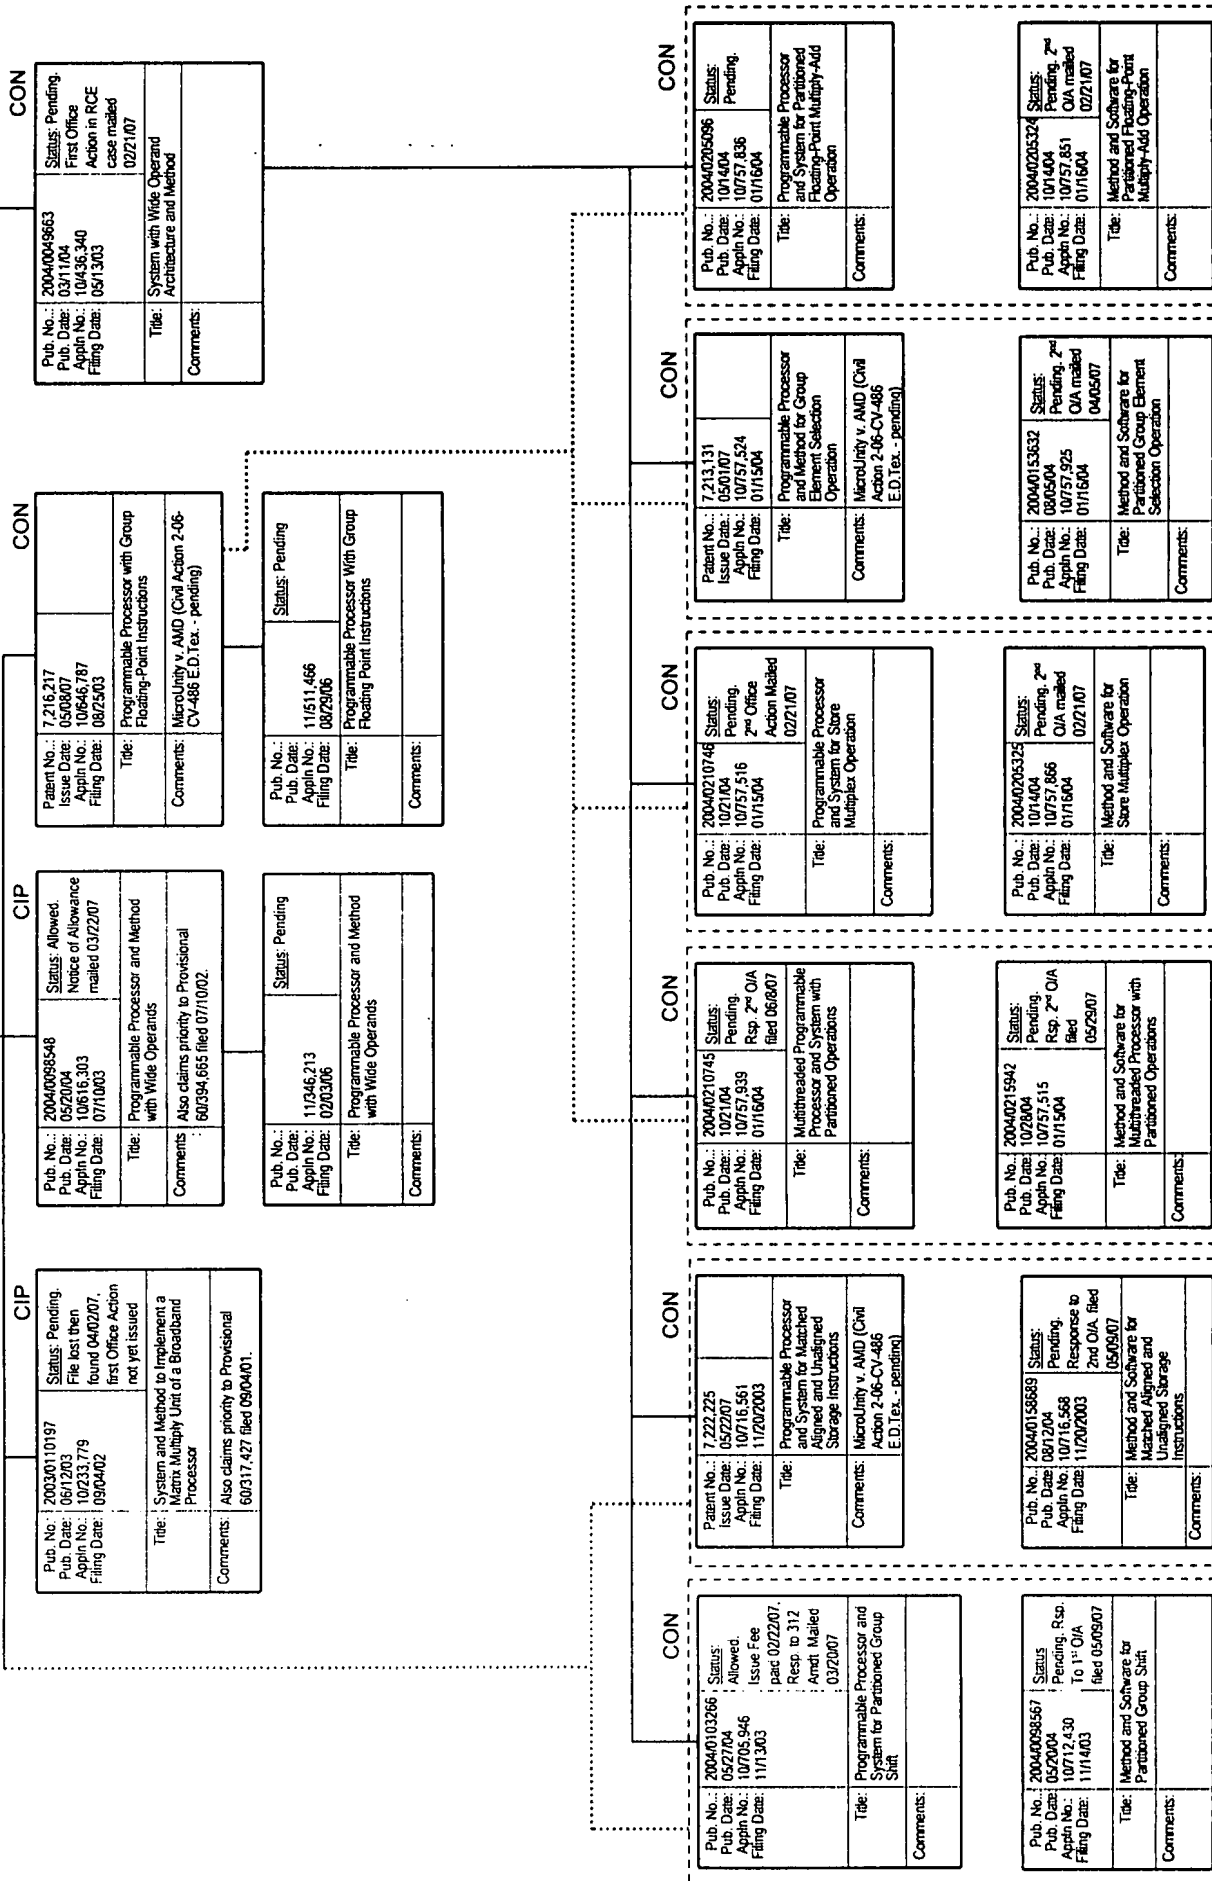 CIP
Pub. No.: 2003/0110197
Pub. Date: 06/12/03
Appln No.: 10/233,779
Filing Date: 09/04/02
Status: Pending.
File lost then
found 04/02/07,
first Office Action
not yet issued
Title: System and Method to Implement a
Matrix Multiply Unit of a Broadband
Processor
Comments: Also claims priority to Provisional
60/317,427 filed 09/04/01.
CIP
Pub. No..: 2004/0098548
Pub. Date: 05/20/04
Appln No.: 10/616,303
Filing Date: 07/10/03
Status: Allowed.
Notice of Allowance
mailed 03/22/07
Title: Programmable Processor and Method
with Wide Operands
Comments Also claims priority to Provisional
: 60/394,665 filed 07/10/02.
CON
Patent No..: 7,216,217
Issue Date: 05/08/07
Appln No.: 10/646,787
Filing Date: 08/25/03
Title: Programmable Processor with Group
Floating-Point Instructions
Comments: MicroUnity v. AMD (Civil Action 2-06-
CV-486 E.D.Tex. - pending)
CON
Pub. No..: 2004/0049663
Pub. Date: 03/11/04
Appln No.: 10/436,340
Filing Date: 05/13/03
Status: Pending.
First Office
Action in RCE
case mailed
02/21/07
Title: System with Wide Operand
Architecture and Method
Comments:
Pub. No..:
Pub. Date:
Appln No.: 11/346,213
Filing Date: 02/03/06
Status: Pending
Title: Programmable Processor and Method
with Wide Operands
Comments:
Pub. No..:
Pub. Date:
Appln No.: 11/511,466
Filing Date: 08/29/06
Status: Pending
Title: Programmable Processor With Group
Floating Point Instructions
Comments:
CON
Pub. No..: 2004/0103266
Pub. Date: 05/27/04
Appln No.: 10/705,946
Filing Date: 11/13/03
Status:
Allowed.
Issue Fee
paid 02/22/07.
Resp. to 312
Amdt Mailed
03/20/07
Title: Programmable Processor and
System for Partitioned Group
Shift
Comments:
CON
Patent No..: 7,222,225
Issue Date: 05/22/07
Appln No.: 10/716,561
Filing Date: 11/20/2003
Title: Programmable Processor
and System for Matched
Aligned and Unaligned
Storage Instructions
Comments: MicroUnity v. AMD (Civil
Action 2-06-CV-486
E.D.Tex. - pending)
CON
Pub. No..: 2004/0210745
Pub. Date: 10/21/04
Appln No.: 10/757,939
Filing Date: 01/16/04
Status:
Pending.
Rsp. 2nd O/A
filed 06/8/07
Title: Multithreaded Programmable
Processor and System with
Partitioned Operations
Comments:
CON
Pub. No..: 2004/0210746
Pub. Date: 10/21/04
Appln No.: 10/757,516
Filing Date: 01/15/04
Status:
Pending.
2nd Office
Action Mailed
02/21/07
Title: Programmable Processor
and System for Store
Multiplex Operation
Comments:
CON
Patent No..: 7,213,131
Issue Date: 05/01/07
Appln No.: 10/757,524
Filing Date: 01/15/04
Title: Programmable Processor
and Method for Group
Element Selection
Operation
Comments: MicroUnity v. AMD (Civil
Action 2-06-CV-486
E.D.Tex. - pending)
CON
Pub. No..: 2004/0205096
Pub. Date: 10/14/04
Appln No.: 10/757,836
Filing Date: 01/16/04
Status:
Pending.
Title: Programmable Processor
and System for Partitioned
Floating-Point Multiply-Add
Operation
Comments:
Pub. No..: 2004/0098567
Pub. Date: 05/20/04
Appln No.: 10/712,430
Filing Date: 11/14/03
Status
Pending. Rsp.
To 1st O/A
filed 05/09/07
Title: Method and Software for
Partitioned Group Shift
Comments:
Pub. No..: 2004/0158689
Pub. Date: 08/12/04
Appln No.: 10/716,568
Filing Date: 11/20/2003
Status:
Pending.
Response to
2nd O/A. filed
05/09/07
Title: Method and Software for
Matched Aligned and
Unaligned Storage
Instructions
Comments:
Pub. No..: 2004/0215942
Pub. Date: 10/28/04
Appln No.: 10/757,515
Filing Date: 01/15/04
Status:
Pending.
Rsp. 2nd O/A
filed
05/29/07
Title: Method and Software for
Multithreaded Processor with
Partitioned Operations
Comments:
Pub. No..: 2004/0205325
Pub. Date: 10/14/04
Appln No.: 10/757,866
Filing Date: 01/16/04
Status:
Pending. 2nd
O/A mailed
02/21/07
Title: Method and Software for
Store Multiplex Operation
Comments:
Pub. No..: 2004/0153632
Pub. Date: 08/05/04
Appln No.: 10/757,925
Filing Date: 01/16/04
Status:
Pending. 2nd
O/A mailed
04/05/07
Title: Method and Software for
Partitioned Group Element
Selection Operation
Comments:
Pub. No..: 2004/0205324
Pub. Date: 10/14/04
Appln No.: 10/757,851
Filing Date: 01/16/04
Status:
Pending. 2nd
O/A mailed
02/21/07
Title: Method and Software for
Partitioned Floating-Point
Multiply-Add Operation
Comments: